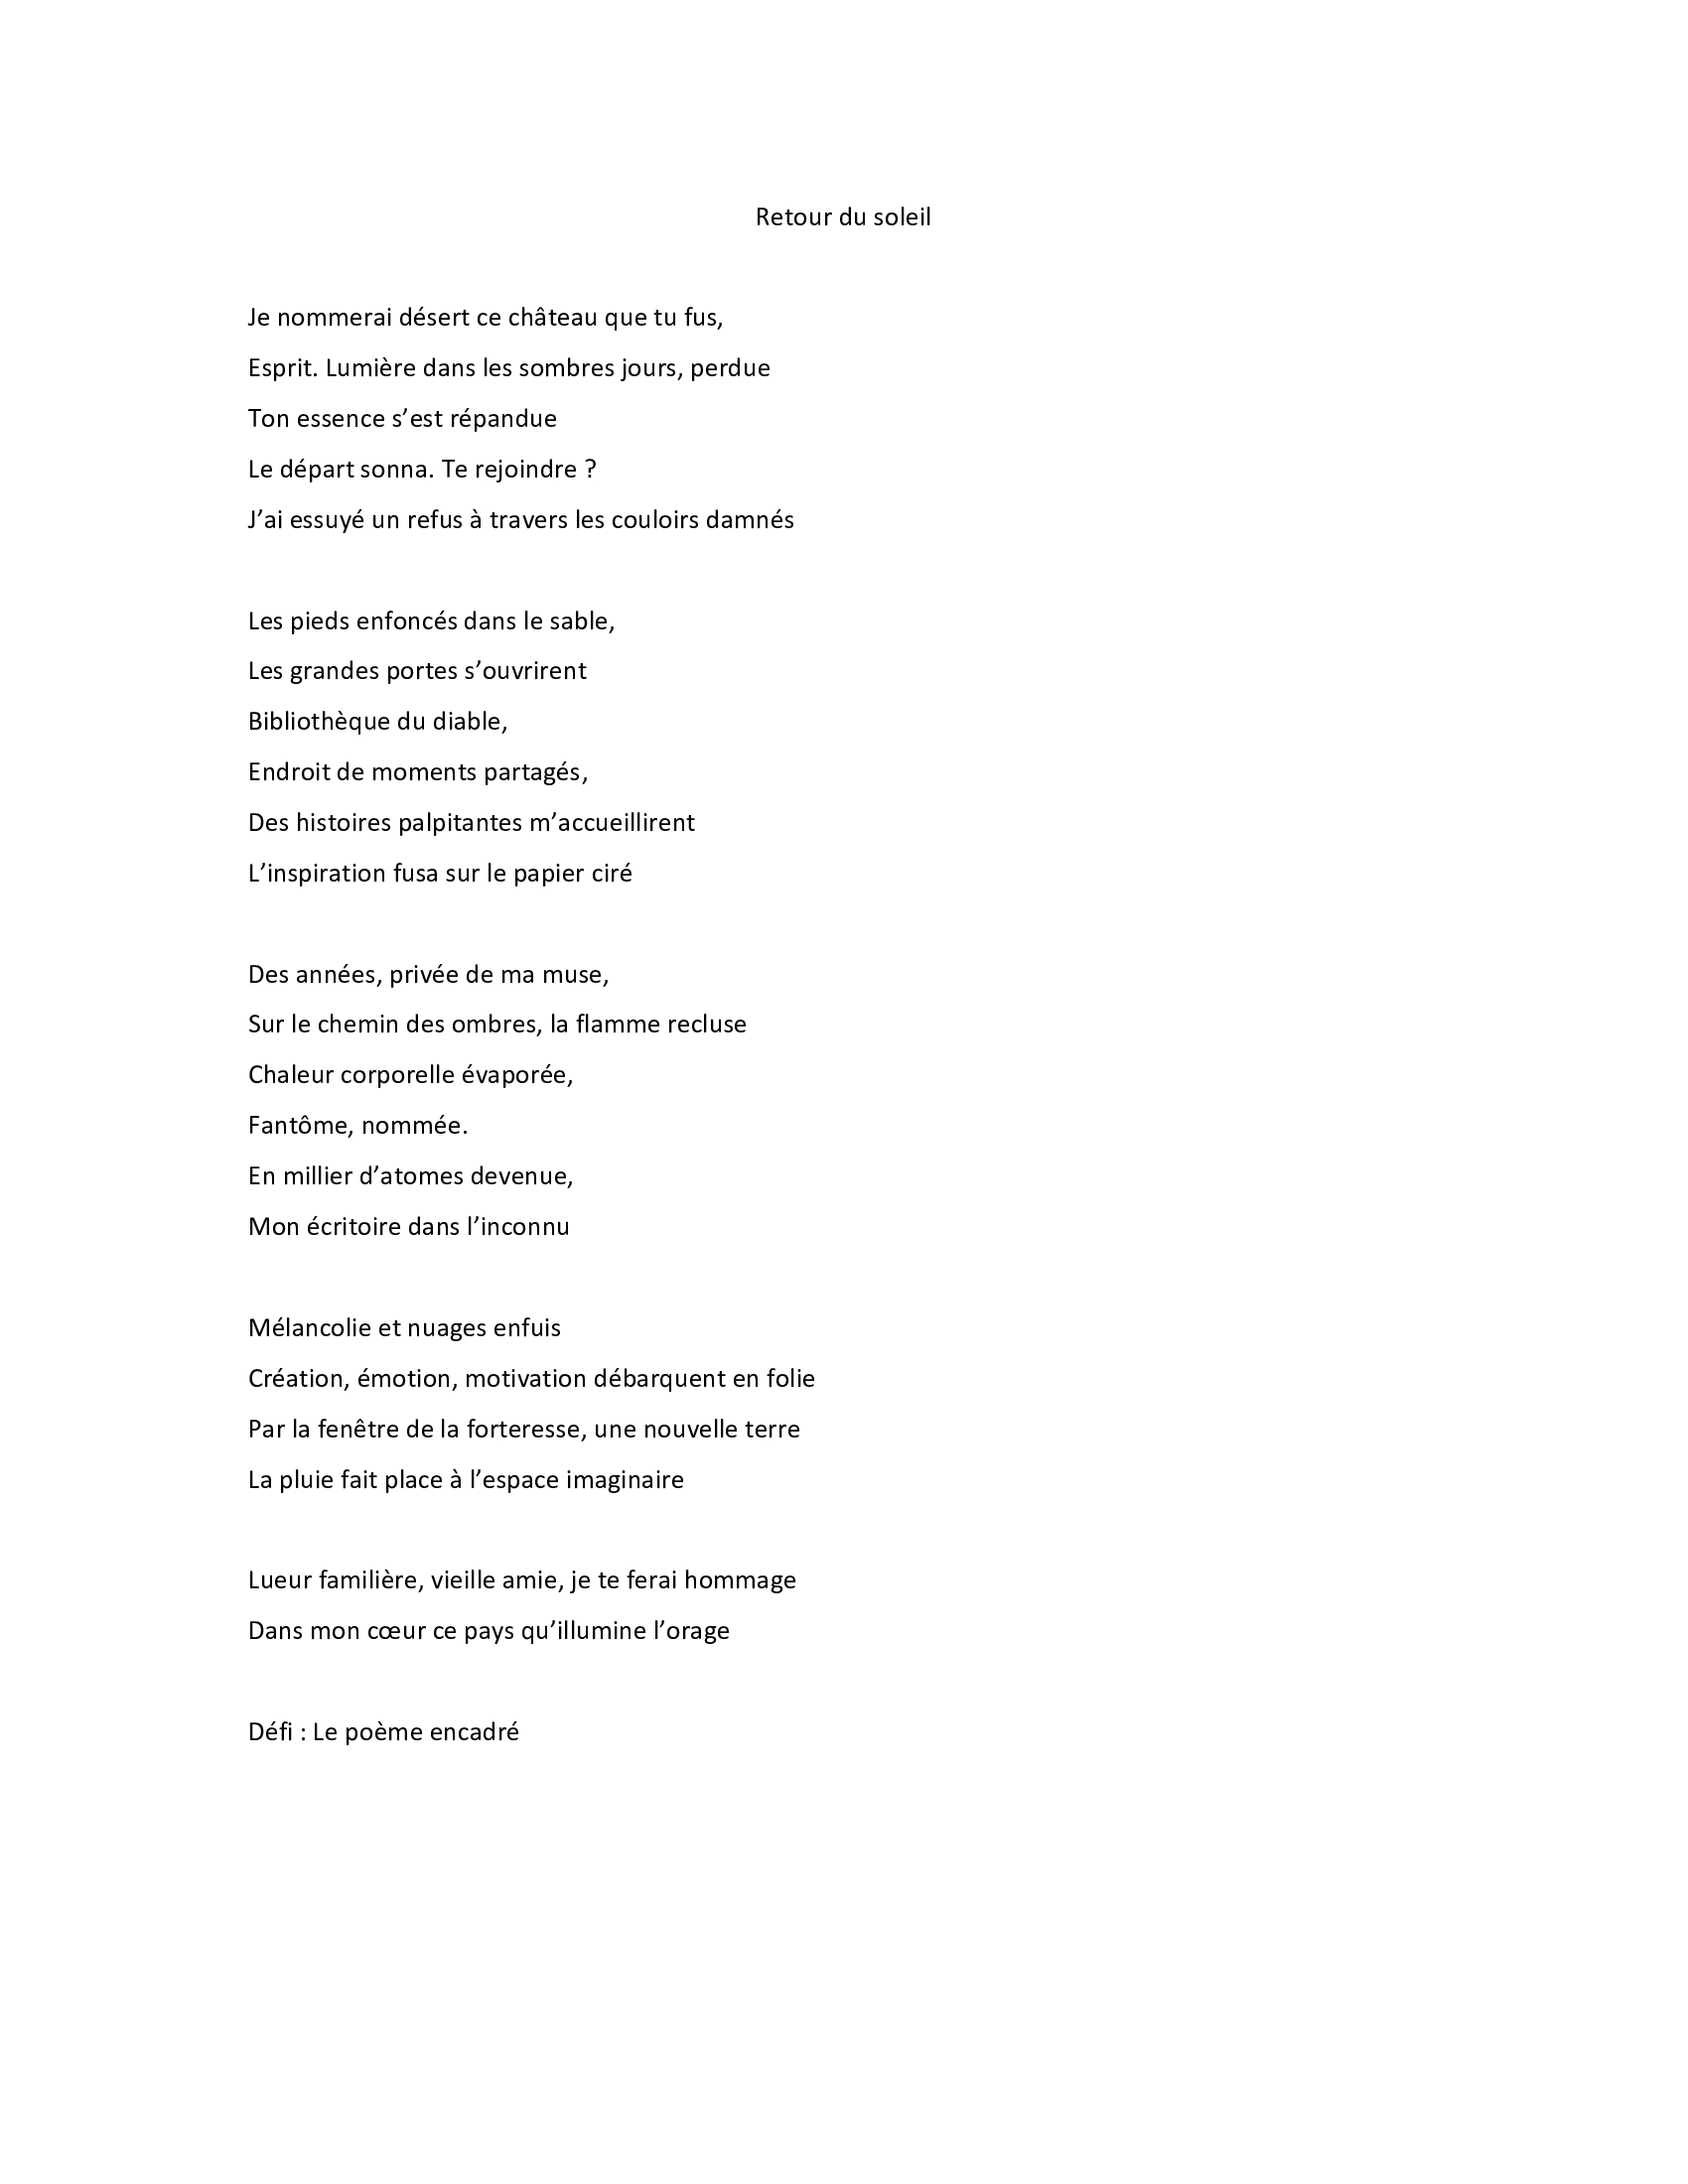 Retour du soleil
Je nommerai désert ce château que tu fus,
Esprit. Lumière dans les sombres jours, perdue
Ton essence s’est répandue
Le départ sonna. Te rejoindre ?
J’ai essuyé un refus à travers les couloirs damnés
Les pieds enfoncés dans le sable,
Les grandes portes s’ouvrirent
Bibliothèque du diable,
Endroit de moments partagés,
Des histoires palpitantes m’accueillirent
L’inspiration fusa sur le papier ciré
Des années, privée de ma muse,
Sur le chemin des ombres, la flamme recluse
Chaleur corporelle évaporée,
Fantôme, nommée.
En millier d’atomes devenue,
Mon écritoire dans l’inconnu
Mélancolie et nuages enfuis
Création, émotion, motivation débarquent en folie
Par la fenêtre de la forteresse, une nouvelle terre
La pluie fait place à l’espace imaginaire
Lueur familière, vieille amie, je te ferai hommage
Dans mon cœur ce pays qu’illumine l’orage
Défi : Le poème encadré